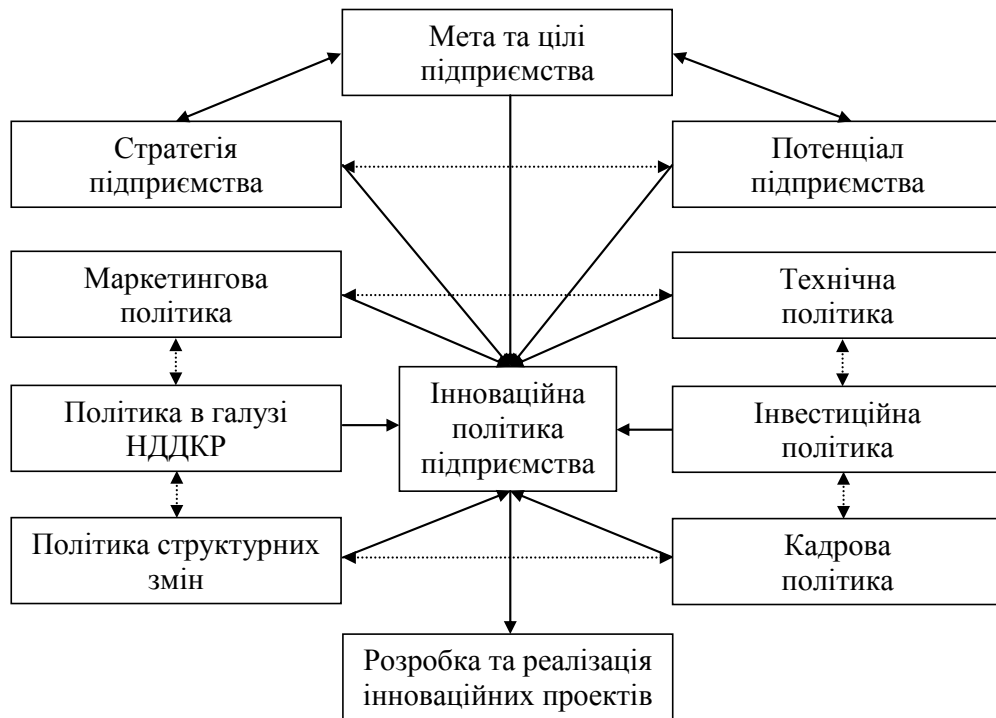 Мета та цілі
підприємства
Стратегія
підприємства
Потенціал
підприємства
Маркетингова
політика
Технічна
політика
Політика в галузі
НДДКР
Інноваційна
політика
підприємства
Інвестиційна
політика
Політика структурних
змін
Кадрова
політика
Розробка та реалізація
інноваційних проектів